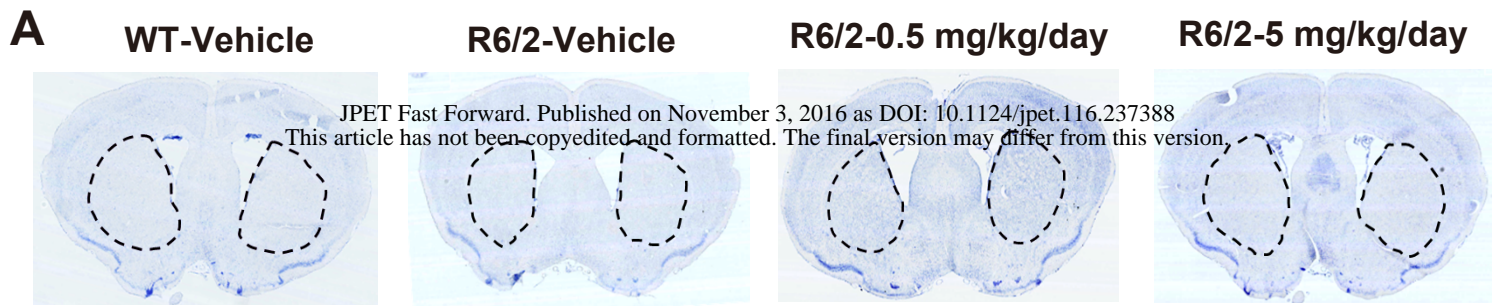 A
WT-Vehicle R6/2-Vehicle R6/2-0.5 mg/kg/day R6/2-5 mg/kg/day
JPET Fast Forward. Published on November 3, 2016 as DOI: 10.1124/jpet.116.237388
This article has not been copyedited and formatted. The final version may differ from this version.